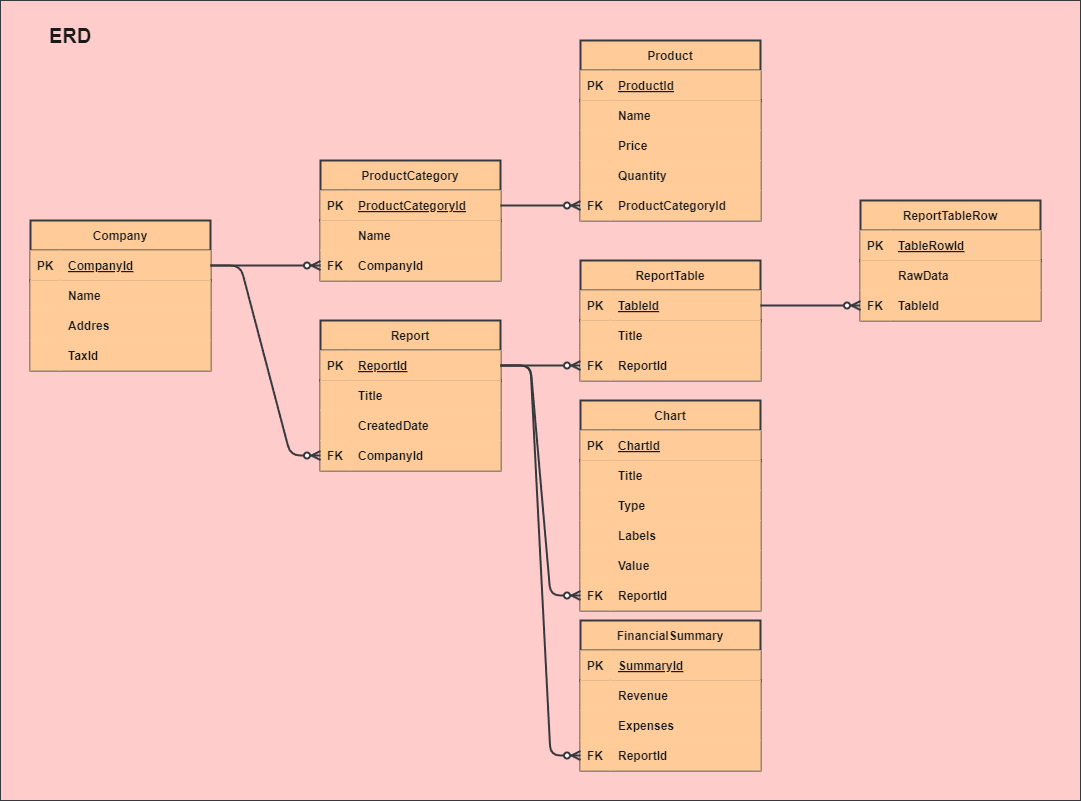 ERD
Company
PK CompanyId
Name
Addres
TaxId
ProductCategory
PK ProductCategoryId
Name
FK CompanyId
Report
PK ReportId
Title
CreatedDate
FK CompanyId
Product
PK ProductId
Name
Price
Quantity
FK ProductCategoryId
ReportTable
PK TableId
Title
FK ReportId
Chart
PK ChartId
Title
Type
Labels
Value
FK ReportId
FinancialSummary
PK SummaryId
Revenue
Expenses
FK ReportId
ReportTableRow
PK TableRowId
RawData
FK TableId